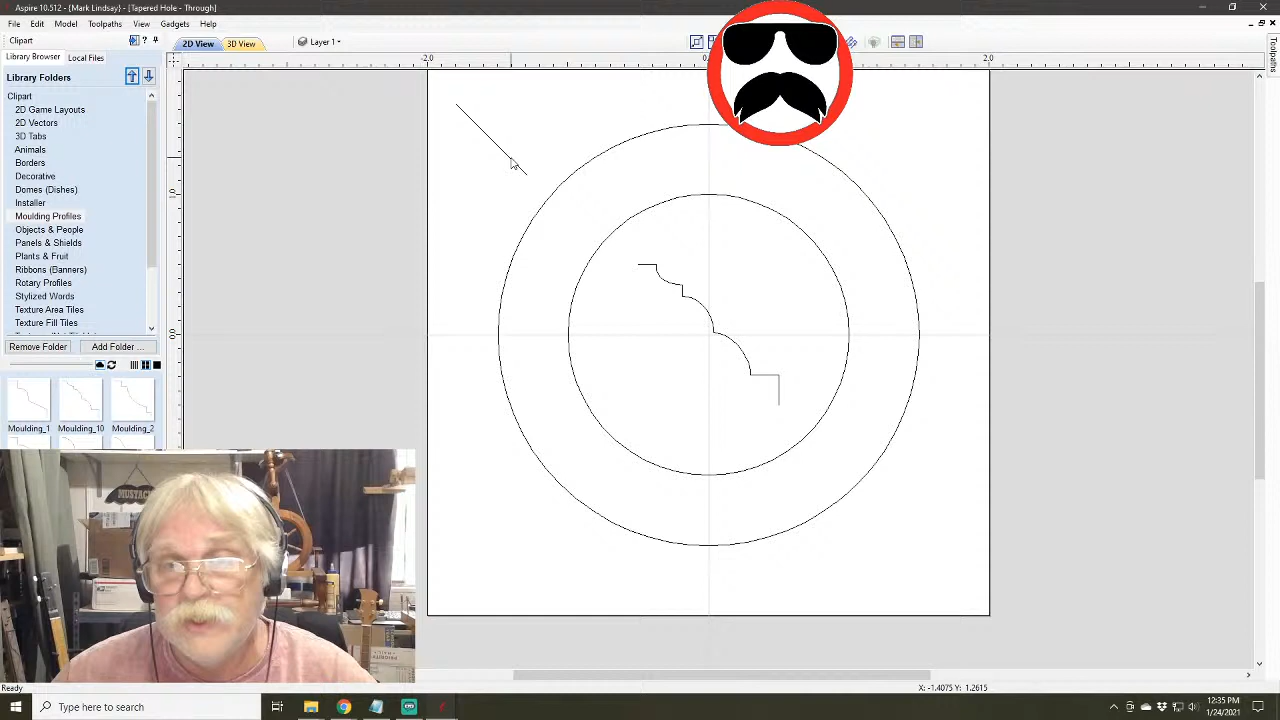 Aspire 10.512 - [Mark Lindsay] - [Tapered Hole - Through]
File Edit Model Toolpaths View Gadgets Help
Clipart
2D View 3D View Layer 1
Library Browser Local Files
-2.0 2.0
Library Folders
Clipart
2D Game Layouts
2D Vectors
3D Tabs
Animals
Borders
Decorative
Domes (Dishes)
Installer
Moulding Profiles
Objects & People
Panels & Shields
Plants & Fruit
Ribbons (Banners)
Rotary Profiles
Stylized Words
Texture Area Tiles
Texture Fill Tiles
Remove Folder Add Folder ...
Moulding_1 Moulding_10 Moulding_2
Toolpaths
MUSTACH
PRIORITY
Ready
X: -1.4075 Y: 1.2615
Type here to search
12:35 PM
1/24/2021